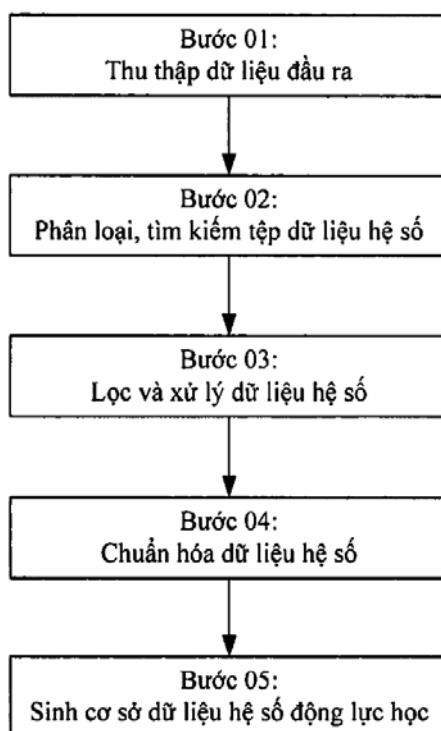 Bước 01:
Thu thập dữ liệu đầu ra
Bước 02:
Phân loại, tìm kiếm tệp dữ liệu hệ số
Bước 03:
Lọc và xử lý dữ liệu hệ số
Bước 04:
Chuẩn hóa dữ liệu hệ số
Bước 05:
Sinh cơ sở dữ liệu hệ số động lực học